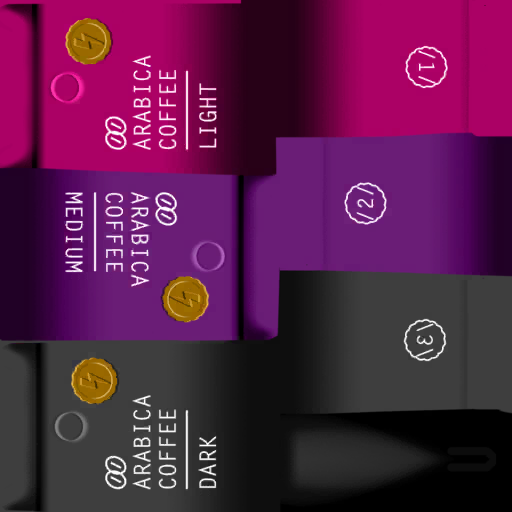 ARABICA
COFFEE
LIGHT
/1/
ARABICA
COFFEE
MEDIUM
/2/
ARABICA
COFFEE
DARK
/3/